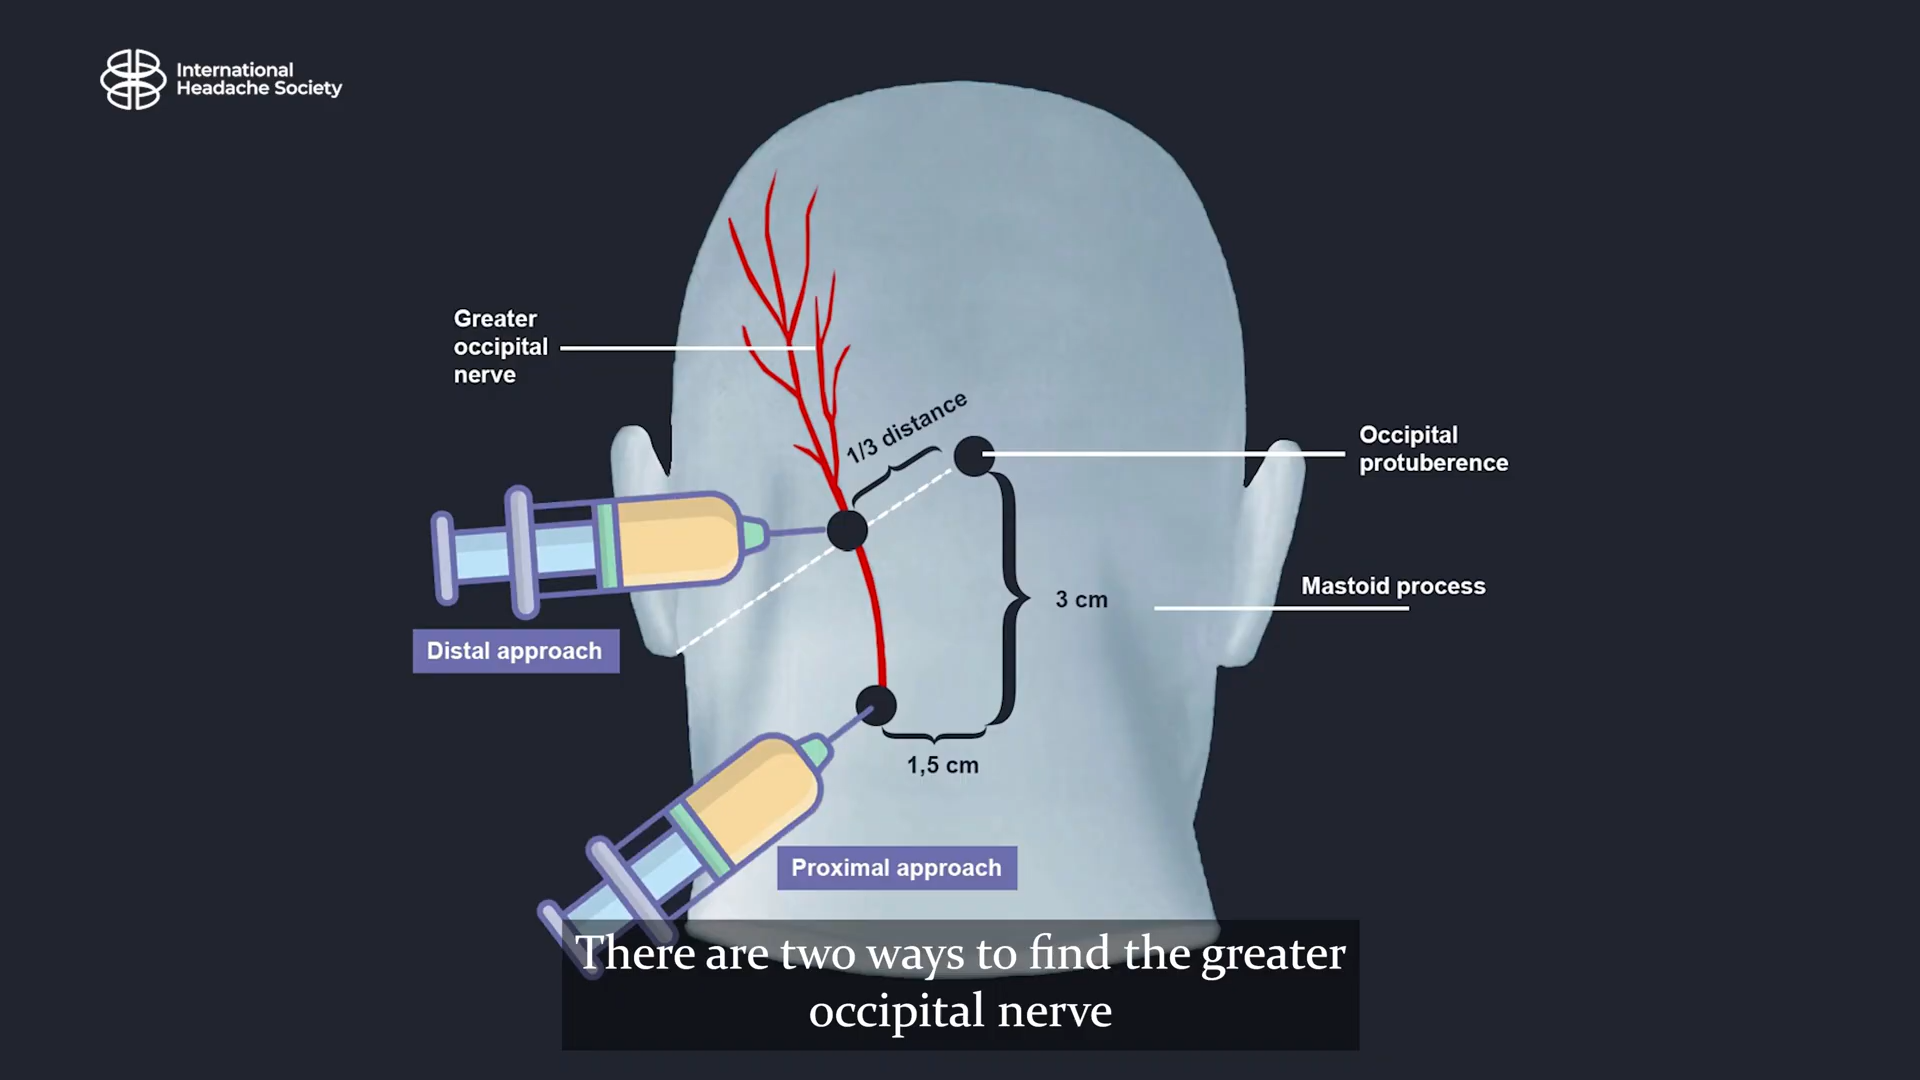 International
Headache Society
Greater
occipital
nerve
1/3 distance
Occipital
protuberence
3 cm
Mastoid process
Distal approach
1,5 cm
Proximal approach
There are two ways to find the greater
occipital nerve